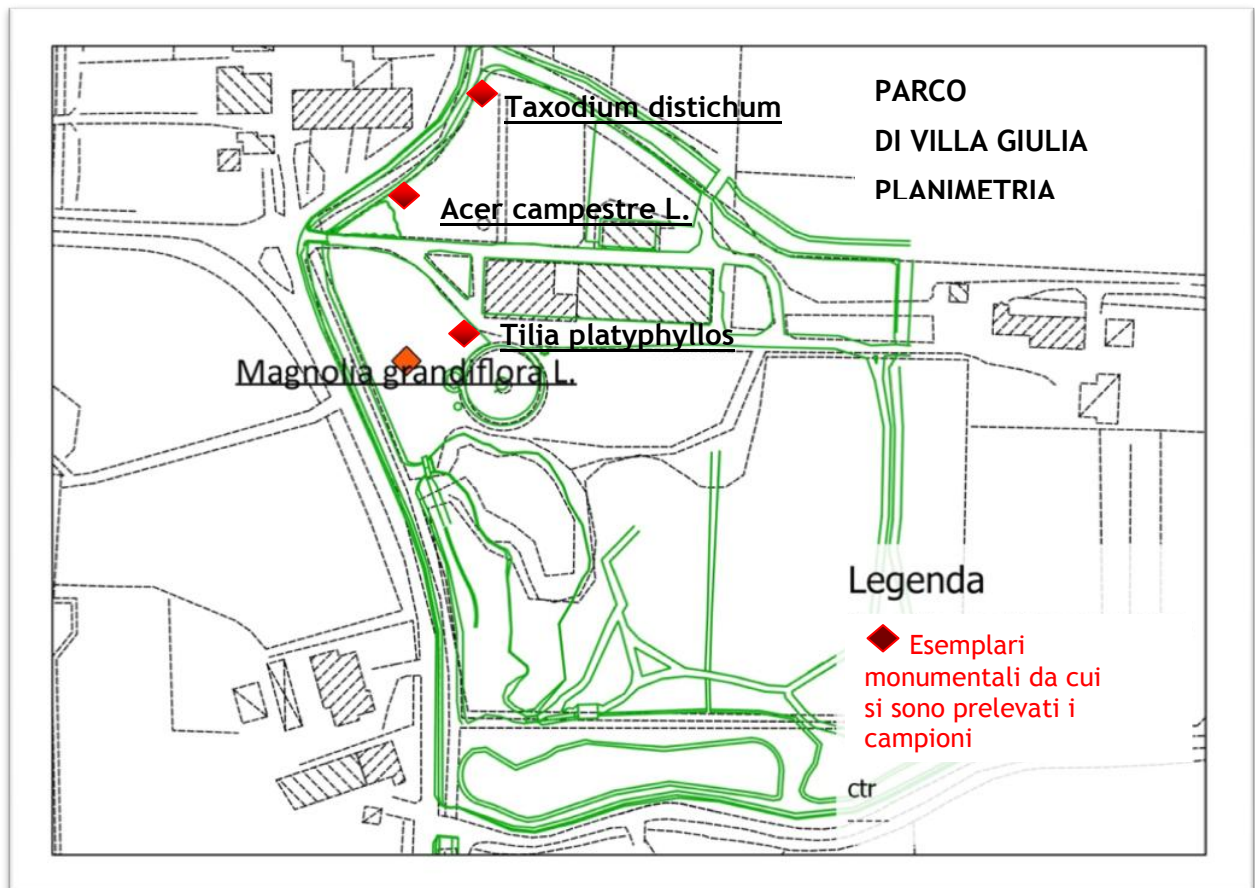 PARCO
DI VILLA GIULIA
PLANIMETRIA
Taxodium distichum
Acer campestre L.
Tilia platyphyllos
Magnolia grandiflora L.
Legenda
Esemplari
monumentali da cui
si sono prelevati i
campioni
ctr